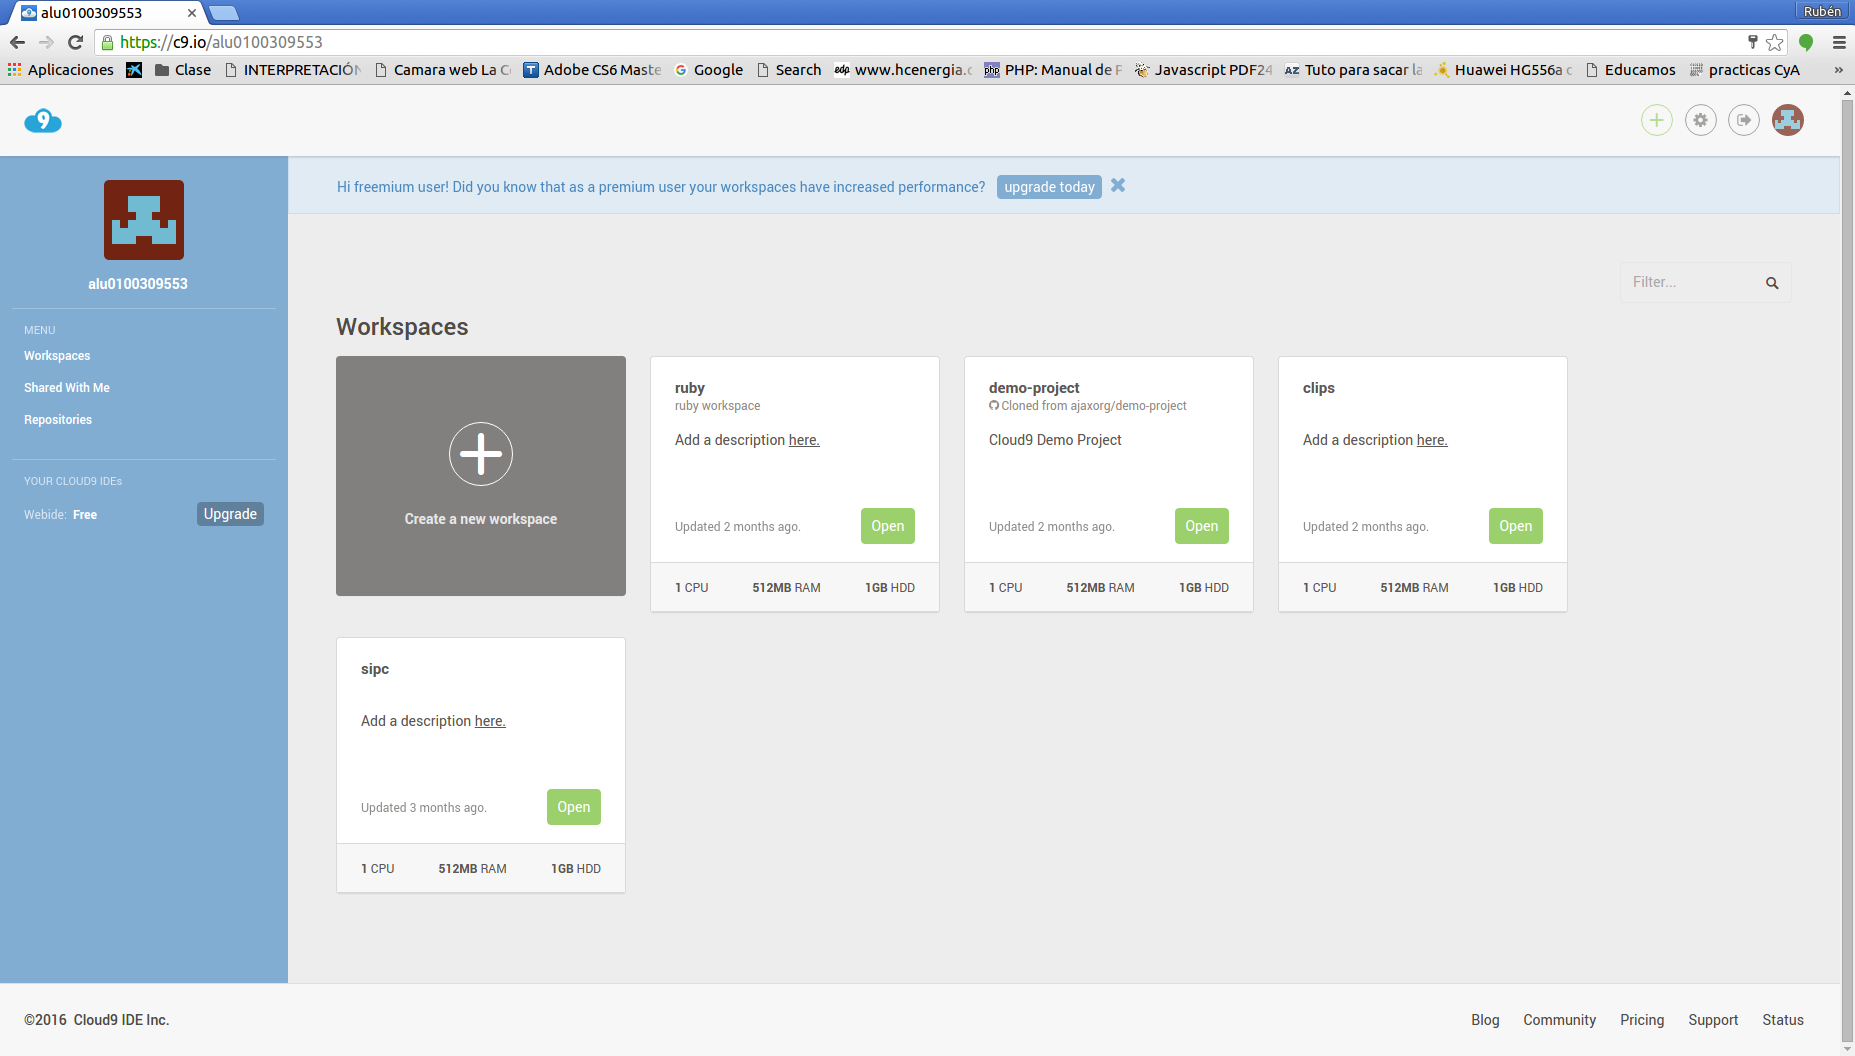 alu0100309553
Rubén
https://c9.io/alu0100309553
Aplicaciones
Clase
Camara web La
Adobe CS6 Maste
Google
Search
edp www.hcenergia.
php PHP: Manual de
Javascript PDF24
AZ Tuto para sacar
Huawei HG556a
Educamos
practicas CyA
»
9
Hi freemium user! Did you know that as a premium user your workspaces have increased performance? upgrade today
alu0100309553
MENU
Workspaces
Shared With Me
Repositories
YOUR CLOUD9 IDEs
Webide: Free Upgrade
Filter...
Workspaces
Create a new workspace
ruby
ruby workspace
Add a description here.
Updated 2 months ago. Open
1 CPU 512MB RAM 1GB HDD
demo-project
Cloned from ajaxorg/demo-project
Cloud9 Demo Project
Updated 2 months ago. Open
1 CPU 512MB RAM 1GB HDD
clips
Add a description here.
Updated 2 months ago. Open
1 CPU 512MB RAM 1GB HDD
sipc
Add a description here.
Updated 3 months ago. Open
1 CPU 512MB RAM 1GB HDD
©2016 Cloud9 IDE Inc.
Blog Community Pricing Support Status